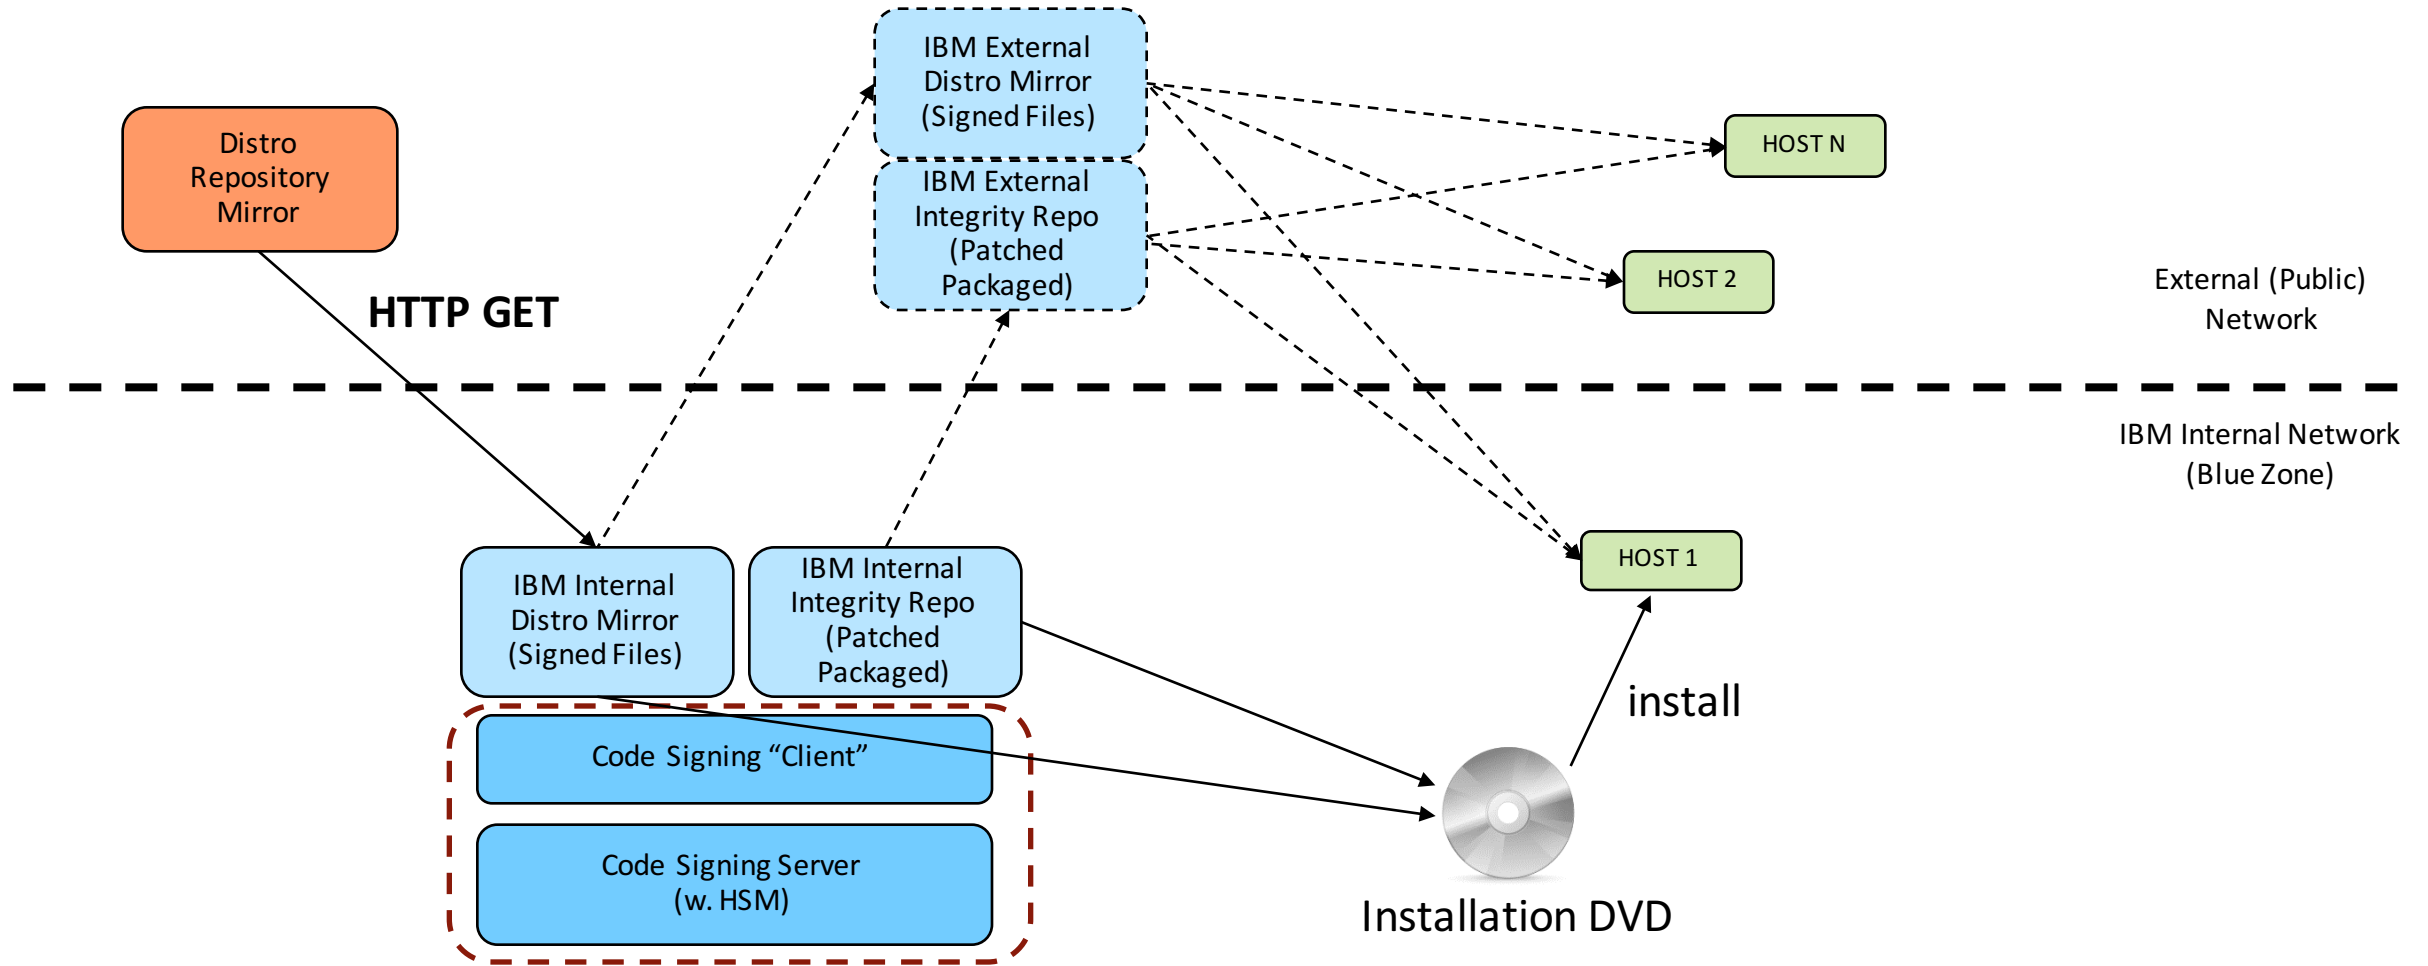 IBM External
Distro Mirror
(Signed Files)
Distro
Repository
Mirror
HOST N
IBM External
Integrity Repo
(Patched
Packaged)
HOST 2
External (Public)
Network
HTTP GET
IBM Internal Network
(Blue Zone)
IBM Internal
Distro Mirror
(Signed Files)
IBM Internal
Integrity Repo
(Patched
Packaged)
HOST 1
install
Code Signing “Client”
Code Signing Server
(w. HSM)
Installation DVD